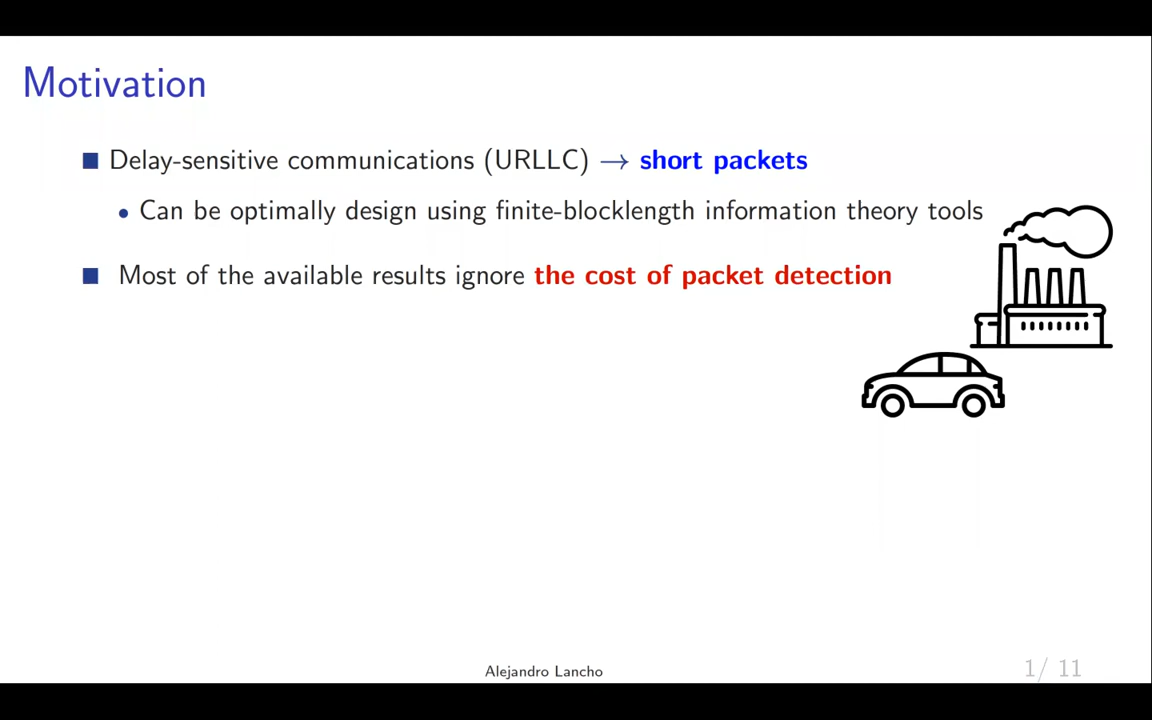 Motivation
Delay-sensitive communications (URLLC) → short packets
Can be optimally design using finite-blocklength information theory tools
Most of the available results ignore the cost of packet detection
Alejandro Lancho
1/ 11